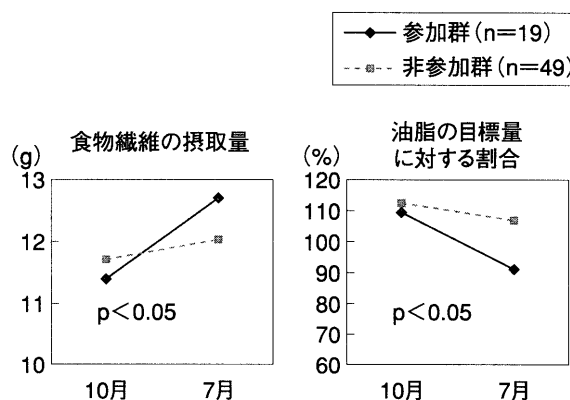 参加群(n=19)
非参加群(n=49)
食物繊維の摂取量
(g)
13
12
11
10
p<0.05
10月
7月
油脂の目標量
に対する割合
(%)
120
110
100
90
80
70
60
p<0.05
10月
7月